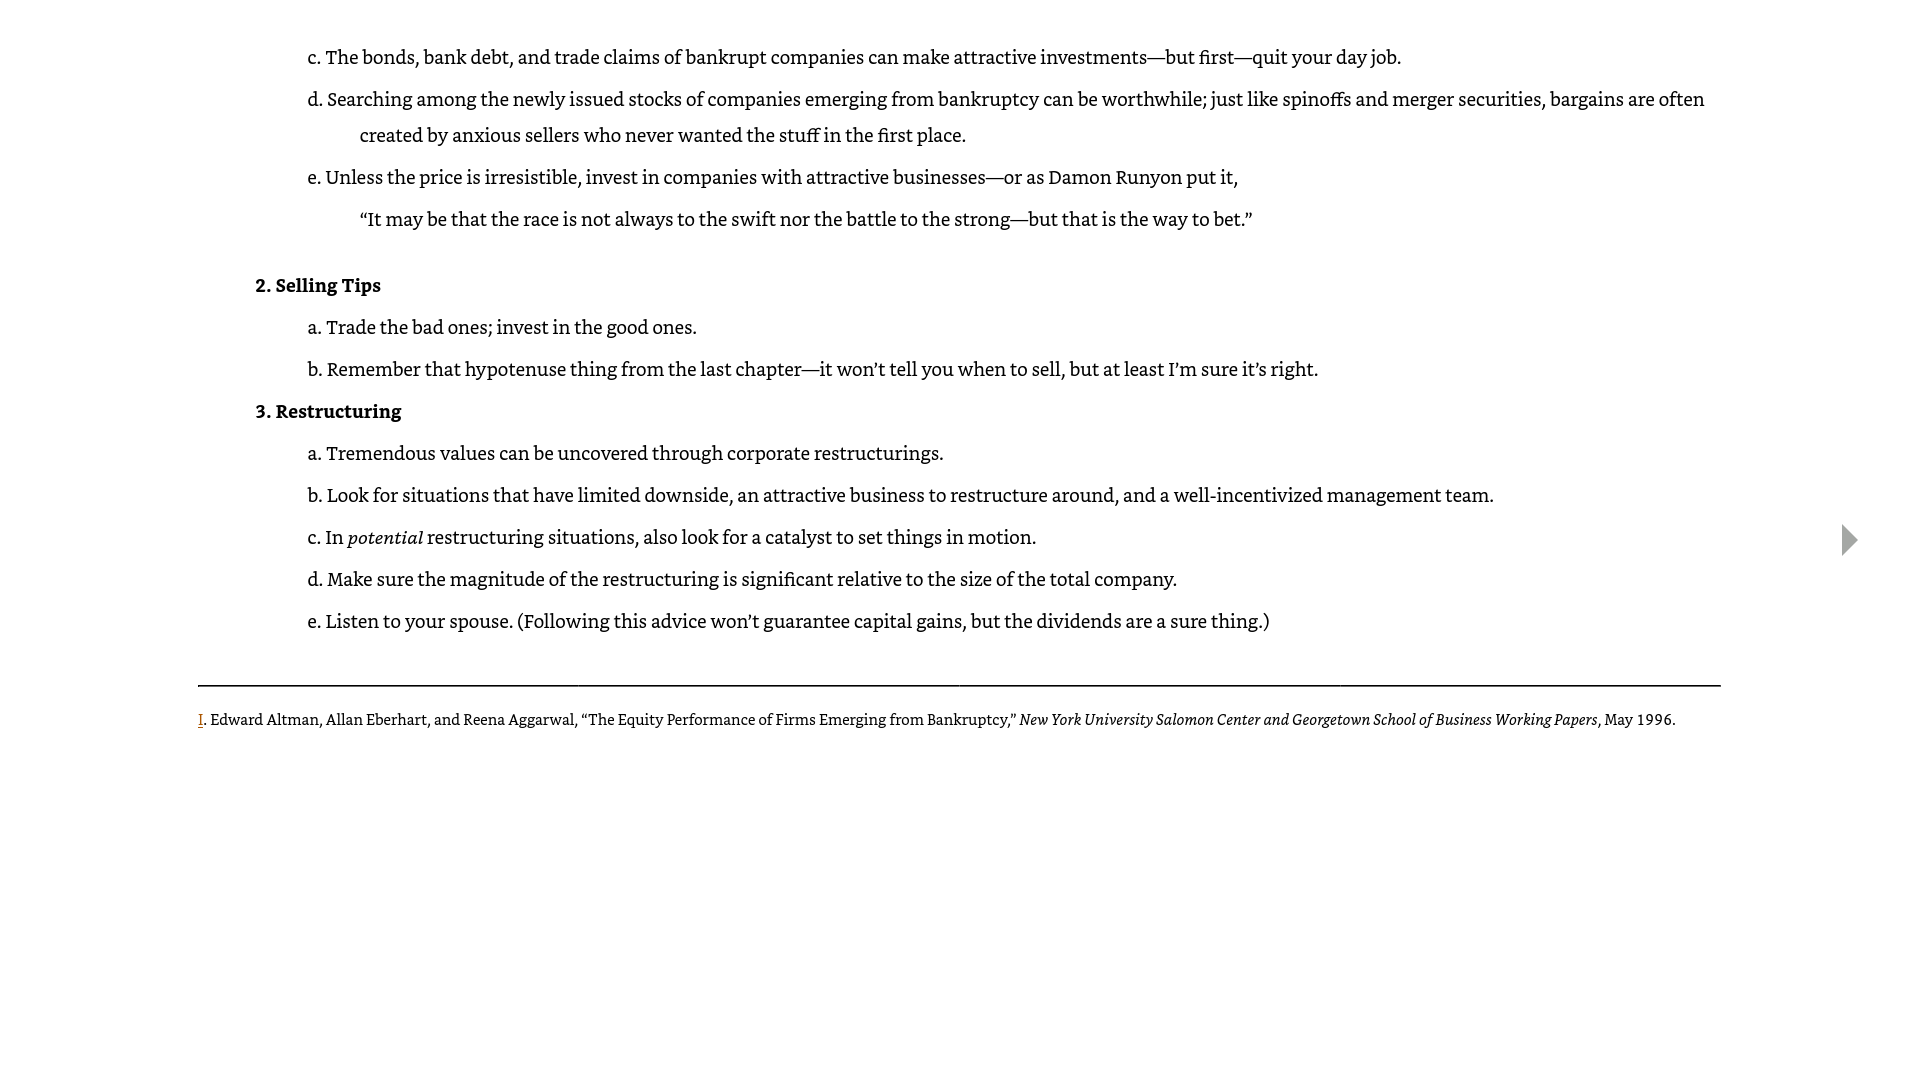 c. The bonds, bank debt, and trade claims of bankrupt companies can make attractive investments—but first—quit your day job.
d. Searching among the newly issued stocks of companies emerging from bankruptcy can be worthwhile; just like spinoffs and merger securities, bargains are often
created by anxious sellers who never wanted the stuff in the first place.
e. Unless the price is irresistible, invest in companies with attractive businesses—or as Damon Runyon put it,
“It may be that the race is not always to the swift nor the battle to the strong—but that is the way to bet.”
2. Selling Tips
a. Trade the bad ones; invest in the good ones.
b. Remember that hypotenuse thing from the last chapter—it won’t tell you when to sell, but at least I’m sure it’s right.
3. Restructuring
a. Tremendous values can be uncovered through corporate restructurings.
b. Look for situations that have limited downside, an attractive business to restructure around, and a well-incentivized management team.
c. In potential restructuring situations, also look for a catalyst to set things in motion.
d. Make sure the magnitude of the restructuring is significant relative to the size of the total company.
e. Listen to your spouse. (Following this advice won’t guarantee capital gains, but the dividends are a sure thing.)
I. Edward Altman, Allan Eberhart, and Reena Aggarwal, “The Equity Performance of Firms Emerging from Bankruptcy,” New York University Salomon Center and Georgetown School of Business Working Papers, May 1996.